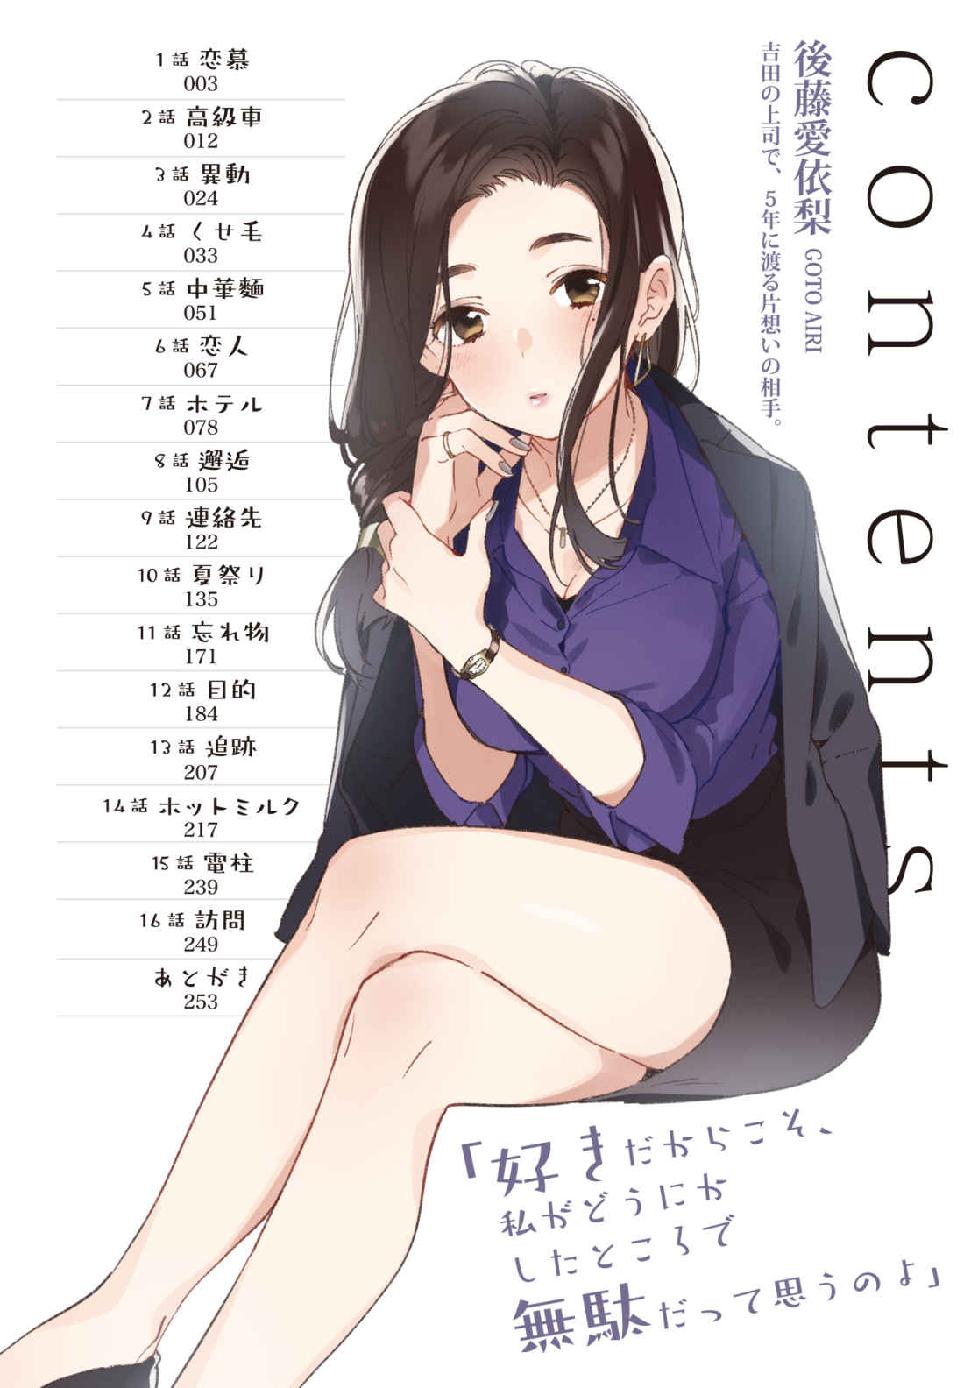 contents
後藤愛依梨 GOTO AIRI
吉田の上司で、5年に渡る片想いの相手。
1話 恋慕
003
2話 高級車
012
3話 異動
024
4話 くせ毛
033
5話 中華麺
051
6話 恋人
067
7話 ホテル
078
8話 邂逅
105
9話 連絡先
122
10話 夏祭り
135
11話 忘れ物
171
12話 目的
184
13話 追跡
207
14話 ホットミルク
217
15話 電柱
239
16話 訪問
249
あとがき
253
「好きだからこそ、
私がどうにか
したところで
無駄だって思うのよ」